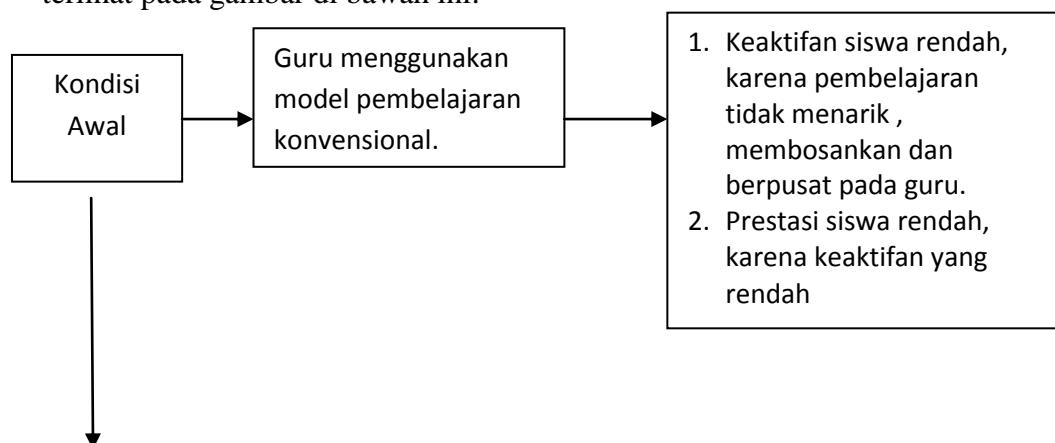 terlihat pada gambar di bawah ini:
Kondisi
Awal
Guru menggunakan
model pembelajaran
konvensional.
1. Keaktifan siswa rendah,
karena pembelajaran
tidak menarik ,
membosankan dan
berpusat pada guru.
2. Prestasi siswa rendah,
karena keaktifan yang
rendah